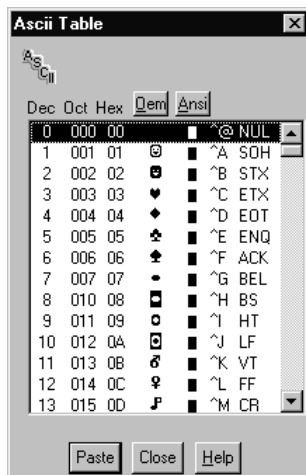 Ascii Table
ASCII
Dec Oct Hex Oem Ansi
0 000 00 ^@ NUL
1 001 01 ☺ ■ ^A SOH
2 002 02 ☻ ■ ^B STX
3 003 03 ♥ ■ ^C ETX
4 004 04 ♦ ■ ^D EOT
5 005 05 ♣ ■ ^E ENQ
6 006 06 ♠ ■ ^F ACK
7 007 07 • ■ ^G BEL
8 010 08 ◘ ■ ^H BS
9 011 09 ○ ■ ^I HT
10 012 0A ◙ ■ ^J LF
11 013 0B ♂ ■ ^K VT
12 014 0C ♀ ■ ^L FF
13 015 0D ♪ ■ ^M CR
Paste Close Help